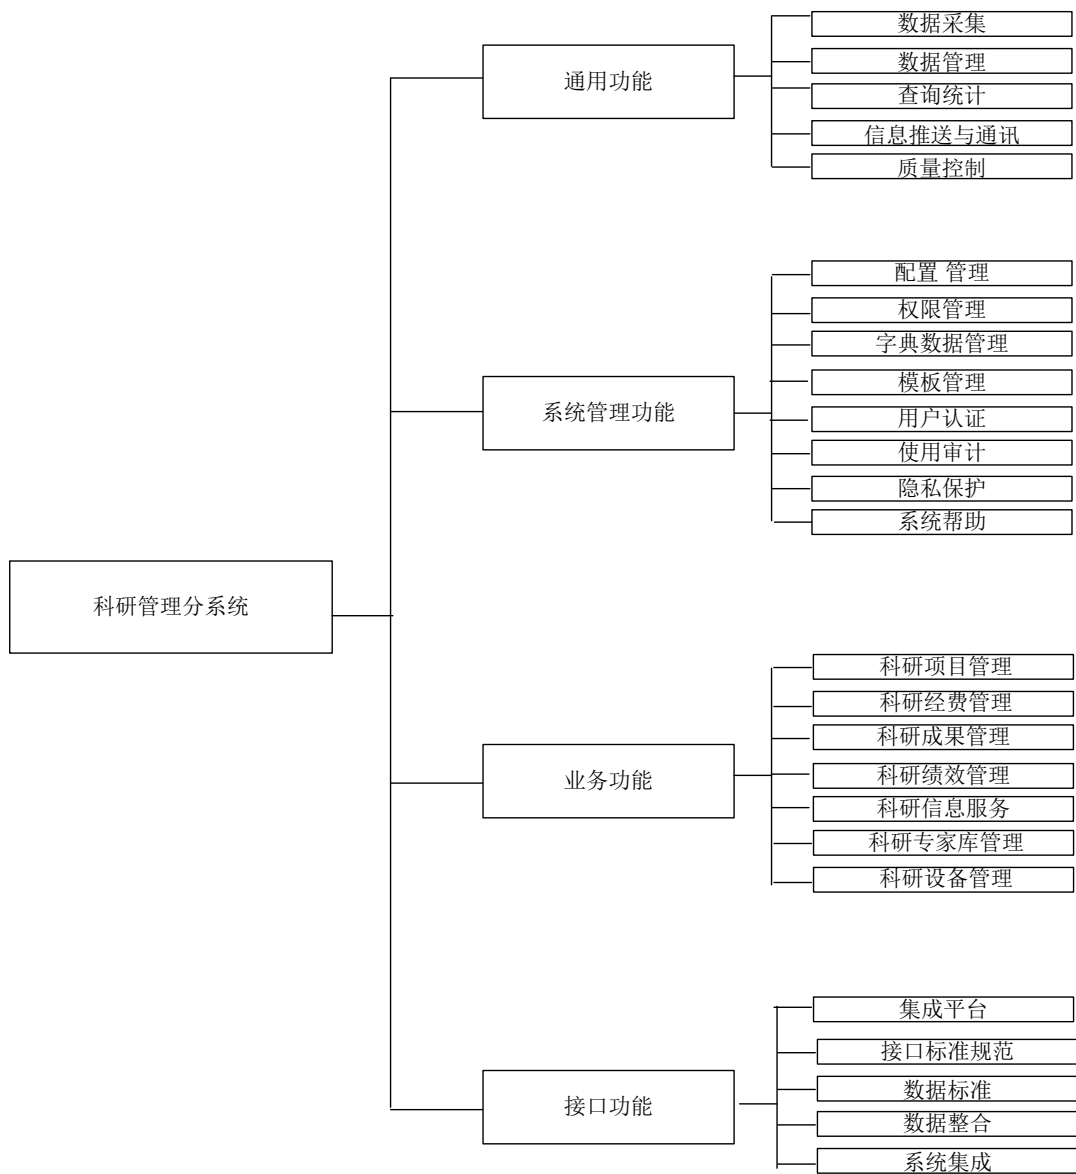 数据采集
数据管理
通用功能
查询统计
信息推送与通讯
质量控制
配置 管理
权限管理
字典数据管理
模板管理
系统管理功能
用户认证
使用审计
隐私保护
系统帮助
科研管理分系统
科研项目管理
科研经费管理
科研成果管理
科研绩效管理
业务功能
科研信息服务
科研专家库管理
科研设备管理
集成平台
接口标准规范
数据标准
接口功能
数据整合
系统集成